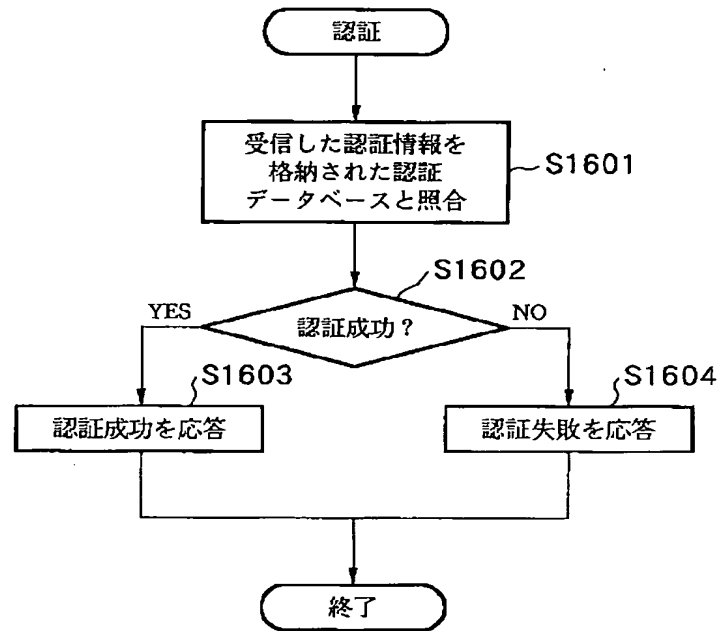 認証
受信した認証情報を
格納された認証
データベースと照合
S1601
S1602
YES
認証成功?
NO
S1603
S1604
認証成功を応答
認証失敗を応答
終了